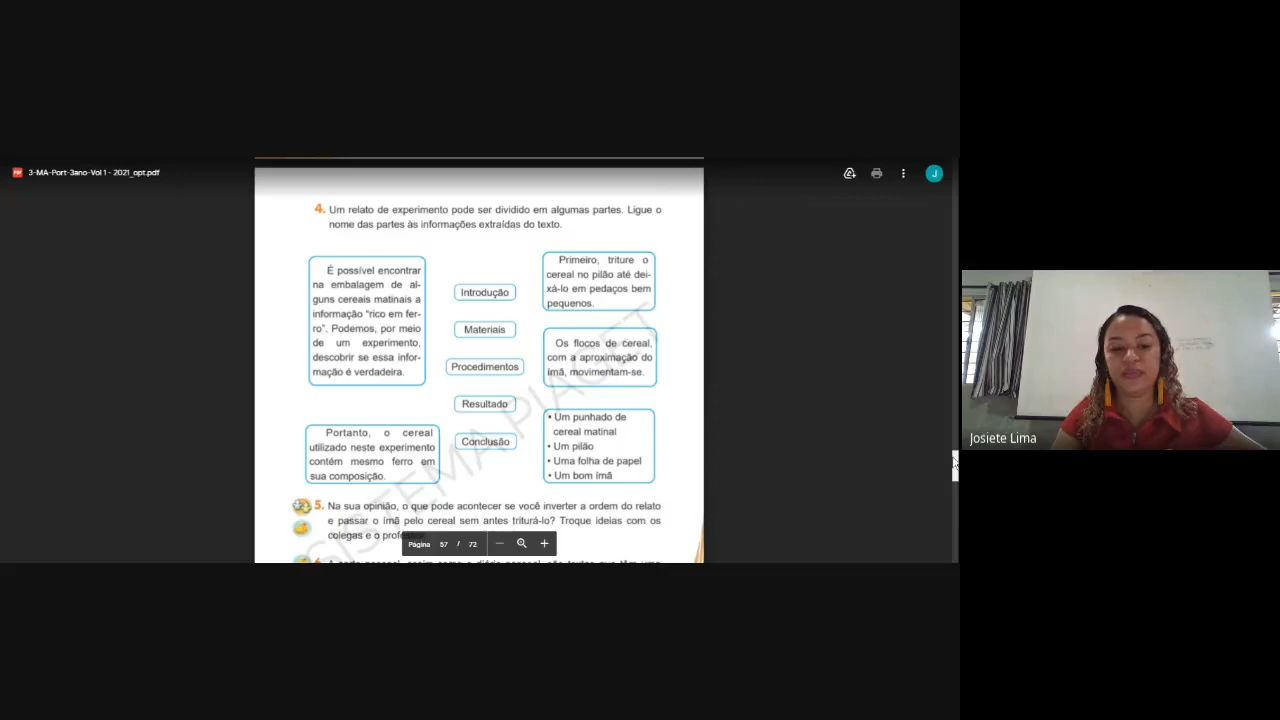 3-MA-Port-3ano-Vol 1 - 2021_opt.pdf
J
4. Um relato de experimento pode ser dividido em algumas partes. Ligue o
nome das partes às informações extraídas do texto.
É possível encontrar
na embalagem de al-
guns cereais matinais a
informação "rico em fer-
ro". Podemos, por meio
de um experimento,
descobrir se essa infor-
mação é verdadeira.
Portanto, o cereal
utilizado neste experimento
contém mesmo ferro em
sua composição.
Introdução
Materiais
Procedimentos
Resultado
Conclusão
Primeiro, triture o
cereal no pilão até dei-
xá-lo em pedaços bem
pequenos.
Os flocos de cereal,
com a aproximação do
ímã, movimentam-se.
• Um punhado de
cereal matinal
• Um pilão
• Uma folha de papel
• Um bom ímã
5. Na sua opinião, o que pode acontecer se você inverter a ordem do relato
e passar o ímã pelo cereal sem antes triturá-lo? Troque ideias com os
colegas e o
Página 57 / 72
SISTEMA PIAGET
Josiete Lima